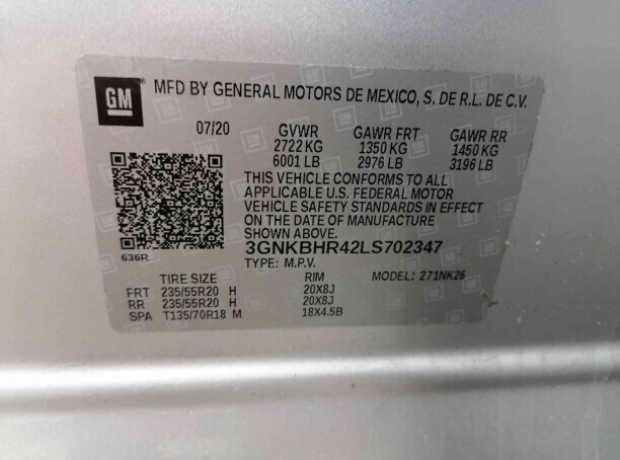 GM MFD BY GENERAL MOTORS DE MEXICO, S. DE R.L. DE C.V.
07/20 GVWR GAWR FRT GAWR RR
2722 KG 1350 KG 1450 KG
6001 LB 2976 LB 3196 LB
THIS VEHICLE CONFORMS TO ALL
APPLICABLE U.S. FEDERAL MOTOR
VEHICLE SAFETY STANDARDS IN EFFECT
ON THE DATE OF MANUFACTURE
SHOWN ABOVE.
636R 3GNKBHR42LS702347
TYPE: M.P.V. MODEL: 271NK26
TIRE SIZE RIM
FRT 235/55R20 H 20X8J
RR 235/55R20 H 20X8J
SPA T135/70R18 M 18X4.5B